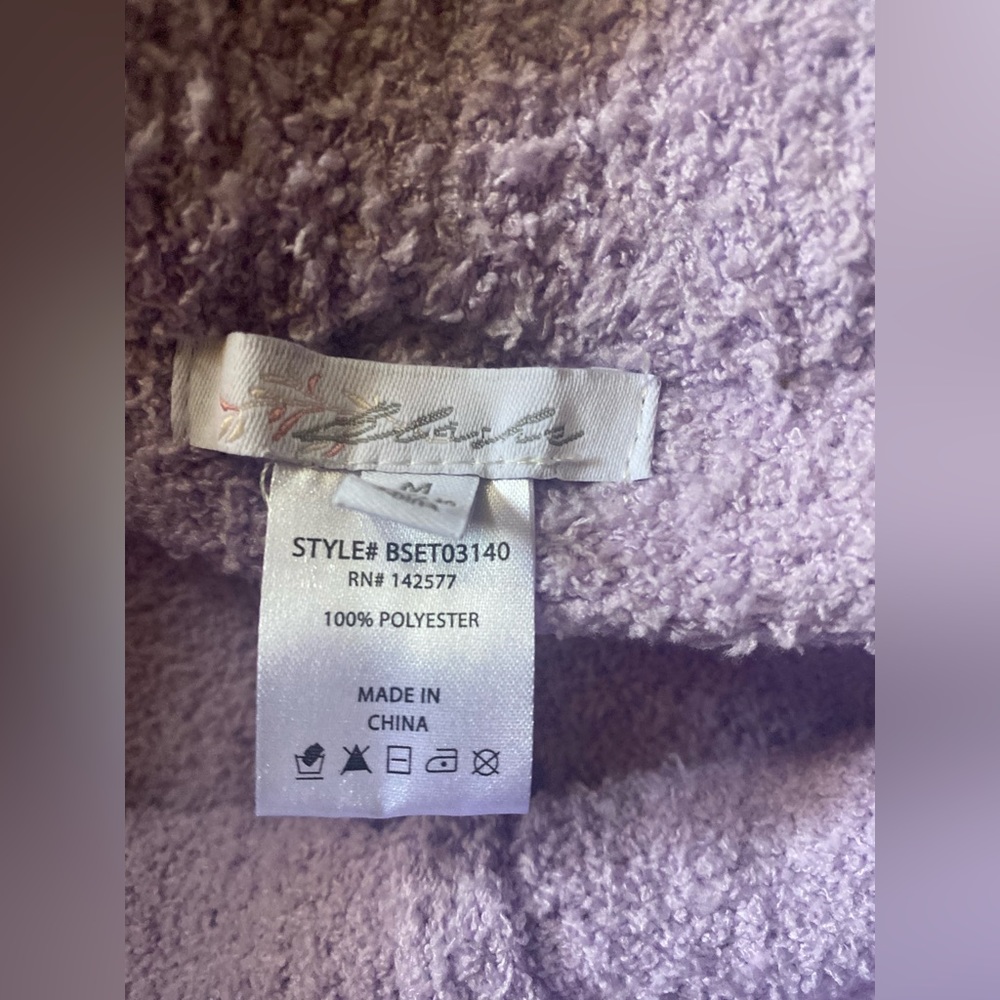 M
STYLE# BSET03140
RN# 142577
100% POLYESTER
MADE IN
CHINA